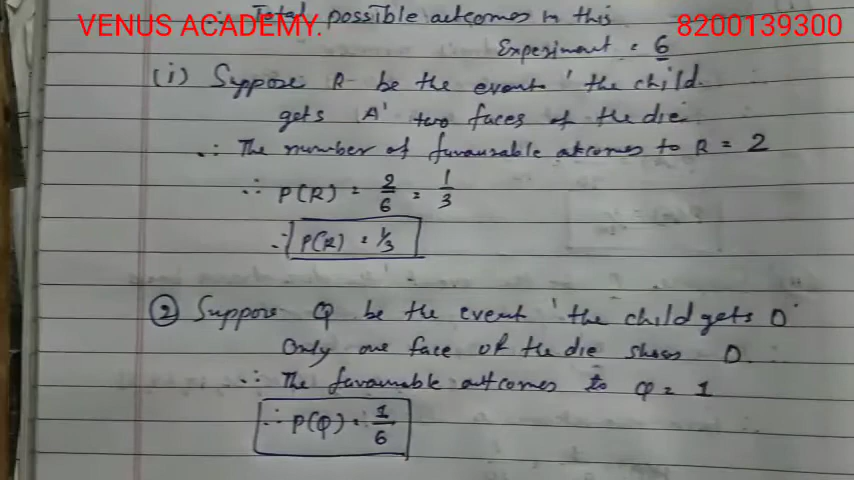 VENUS ACADEMY. 8200139300
∴ Total possible outcomes in this
Experiment = 6
(i) Suppose R be the event 'the child
gets A' two faces of the die
∴ The number of favourable atcomes to R = 2
∴ P(R) = 2/6 = 1/3
∴ P(R) = 1/3
② Suppose Q be the event 'the child gets O'
Only one face of the die shows O.
∴ The favourable outcomes to Q = 1
∴ P(Q) = 1/6